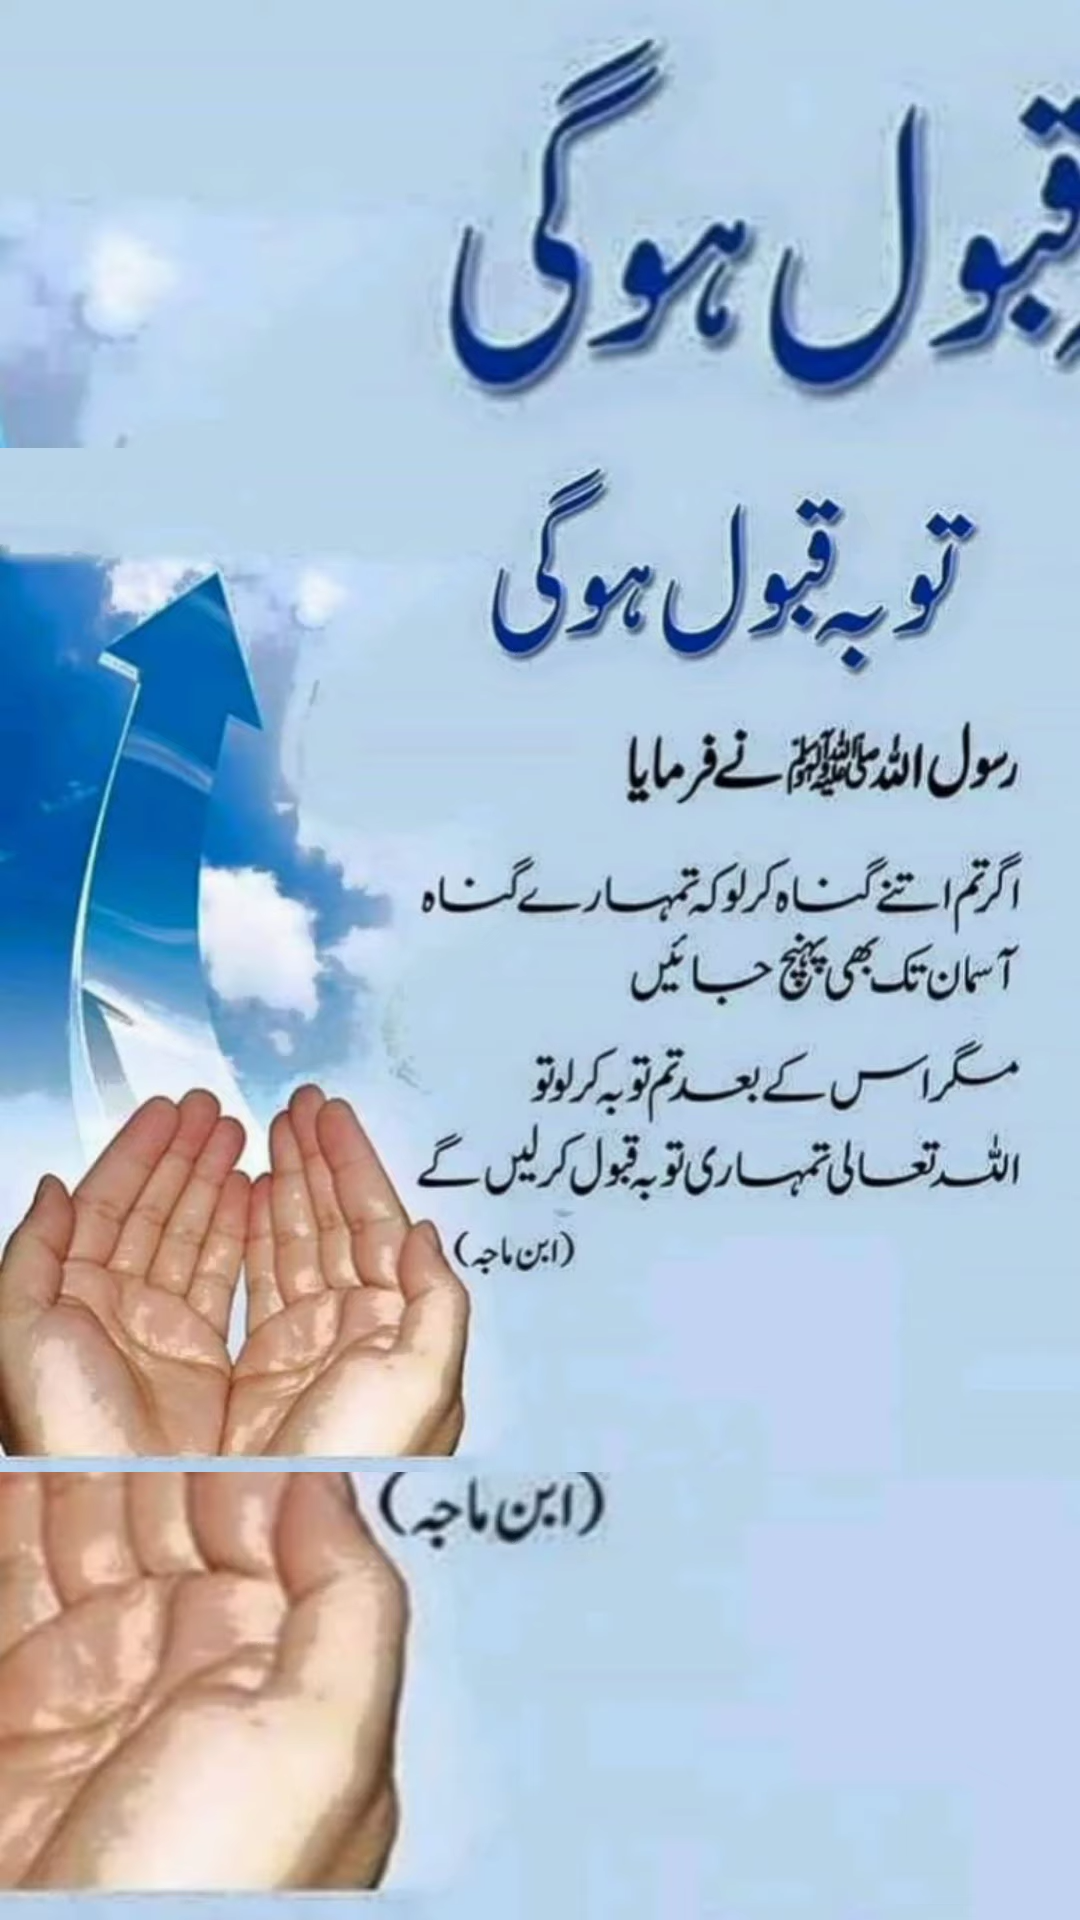 قبول ہوگی
توبہ قبول ہوگی
رسول اللہ ﷺ نے فرمایا
اگر تم اتنے گناہ کرلو کہ تمہارے گناہ
آسمان تک بھی پہنچ جائیں
مگر اس کے بعد تم توبہ کرلو تو
اللہ تعالی تمہاری توبہ قبول کرلیں گے
(ابن ماجہ)
(ابن ماجہ)